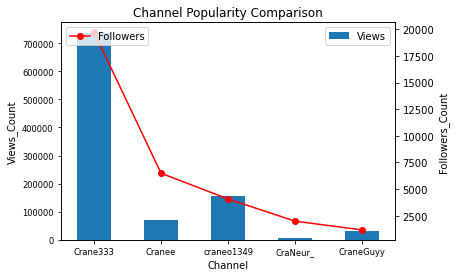 Channel Popularity Comparison
Followers
Views
700000
600000
500000
400000
300000
200000
100000
0
Views_Count
20000
17500
15000
12500
10000
7500
5000
2500
Followers_Count
Crane333 Cranee craneo1349 CraNeur_ CraneGuyy
Channel